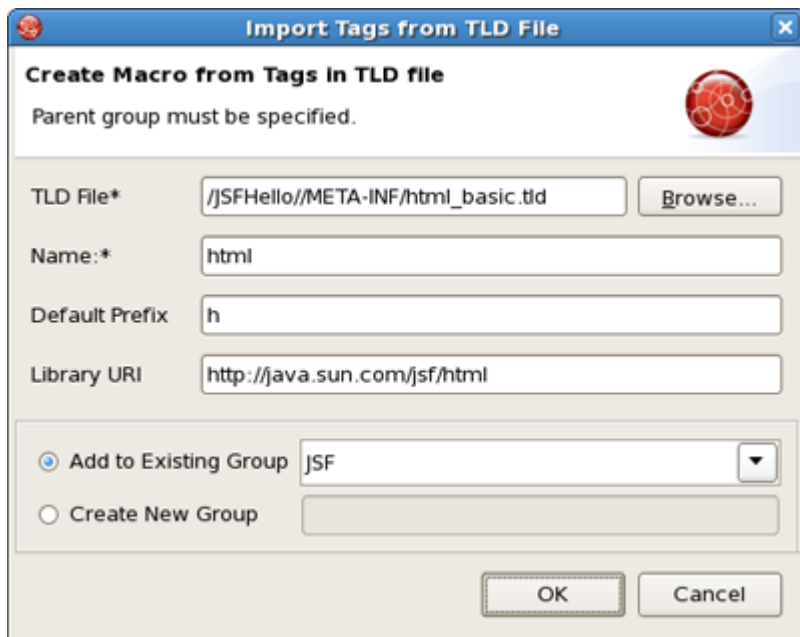 Import Tags from TLD File
Create Macro from Tags in TLD file
Parent group must be specified.
TLD File* /JSFHello//META-INF/html_basic.tld Browse...
Name:* html
Default Prefix h
Library URI http://java.sun.com/jsf/html
Add to Existing Group JSF
Create New Group
OK Cancel